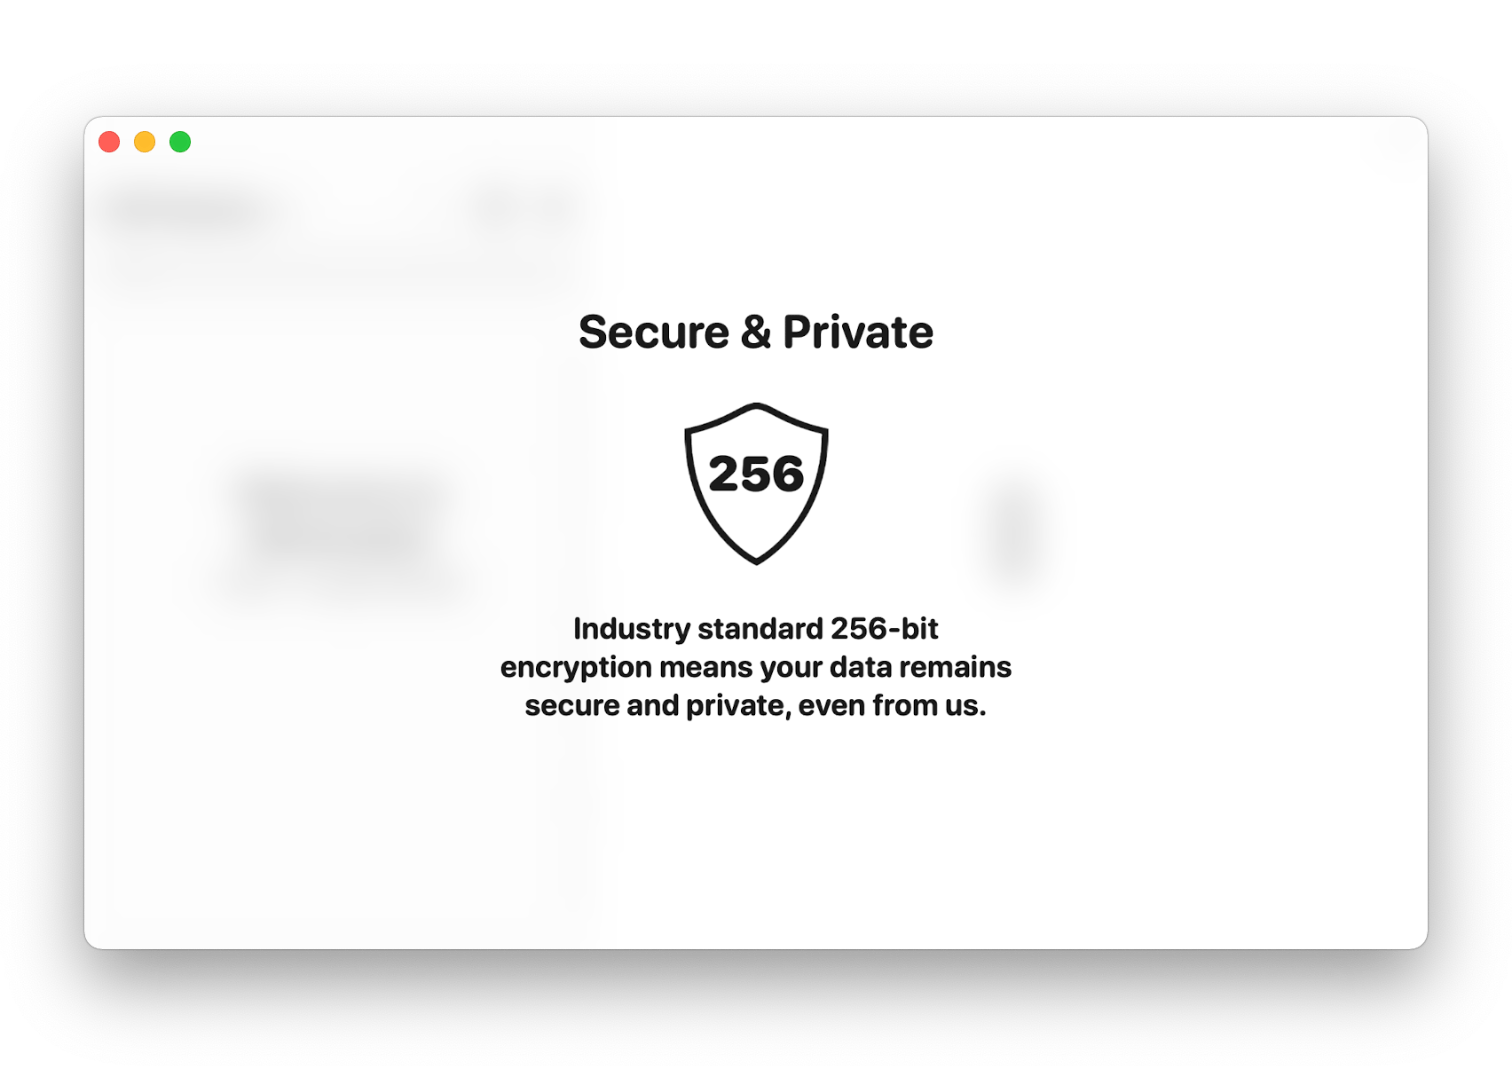 Secure & Private
256
Industry standard 256-bit
encryption means your data remains
secure and private, even from us.